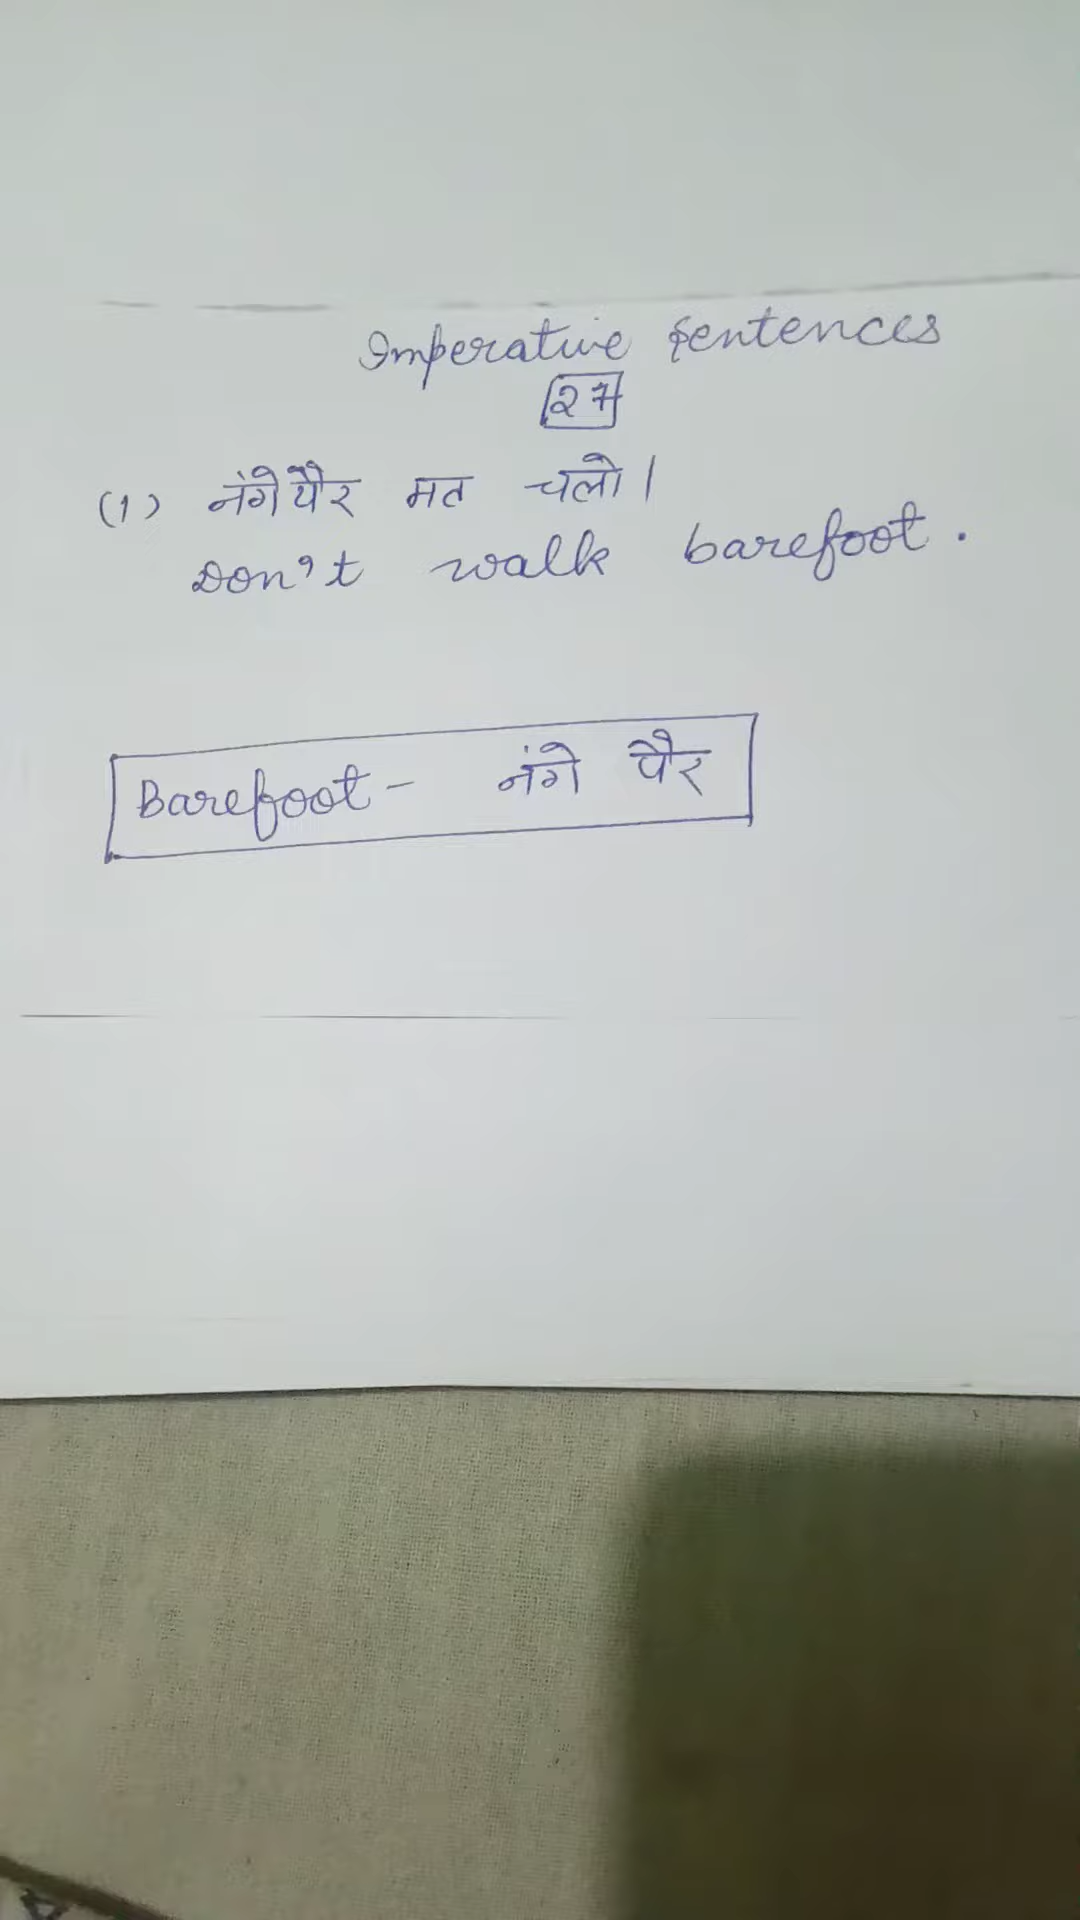 Imperative Sentences
27
(1) नंगे पैर मत चलो।
Don't walk barefoot.
Barefoot - नंगे पैर